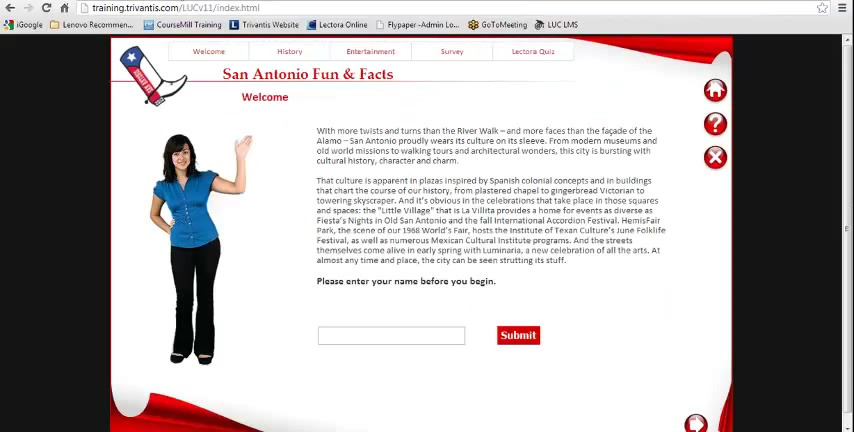 training.trivantis.com/LUCv11/index.html
iGoogle Lenovo Recommen... CourseMill Training Trivantis Website Lectora Online Flypaper -Admin Lo... GoToMeeting LUC LMS
Welcome History Entertainment Survey Lectora Quiz
San Antonio Fun & Facts
Welcome
With more twists and turns than the River Walk – and more faces than the façade of the
Alamo – San Antonio proudly wears its culture on its sleeve. From modern museums and
old world missions to walking tours and architectural wonders, this city is bursting with
cultural history, character and charm.
That culture is apparent in plazas inspired by Spanish colonial concepts and in buildings
that chart the course of our history, from plastered chapel to gingerbread Victorian to
towering skyscraper. And it's obvious in the celebrations that take place in those squares
and spaces: the "Little Village" that is La Villita provides a home for events as diverse as
Fiesta's Nights in Old San Antonio and the fall International Accordion Festival. HemisFair
Park, the scene of our 1968 World's Fair, hosts the Institute of Texan Culture's June Folklife
Festival, as well as numerous Mexican Cultural Institute programs. And the streets
themselves come alive in early spring with Luminaria, a new celebration of all the arts. At
almost any time and place, the city can be seen strutting its stuff.
Please enter your name before you begin.
Submit